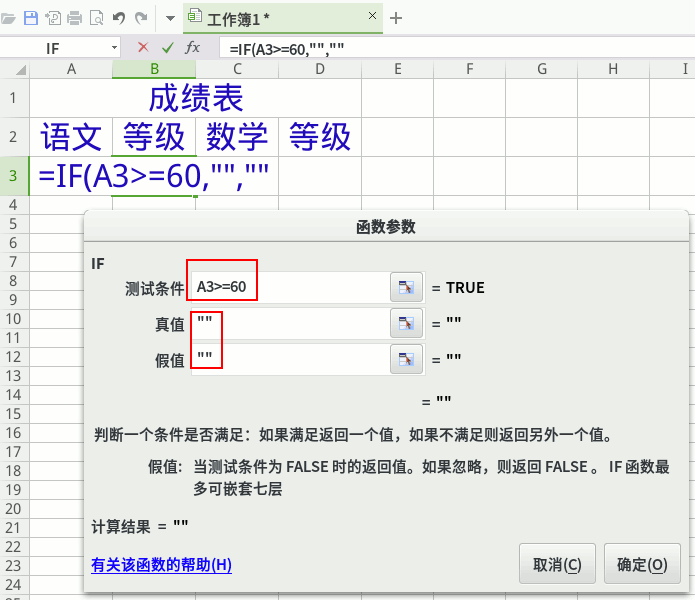 工作簿1 *
IF
fx
=IF(A3>=60,"",""
A B C D E F G H I
1 成绩表
2 语文 等级 数学 等级
3 =IF(A3>=60,"",""
4
5
6
7
8
9
10
11
12
13
14
15
16
17
18
19
20
21
22
23
24
函数参数
IF
测试条件 A3>=60 = TRUE
真值 "" = ""
假值 "" = ""
= ""
判断一个条件是否满足：如果满足返回一个值，如果不满足则返回另外一个值。
假值: 当测试条件为 FALSE 时的返回值。如果忽略，则返回 FALSE 。 IF 函数最
多可嵌套七层
计算结果 = ""
有关该函数的帮助(H)
取消(C) 确定(O)